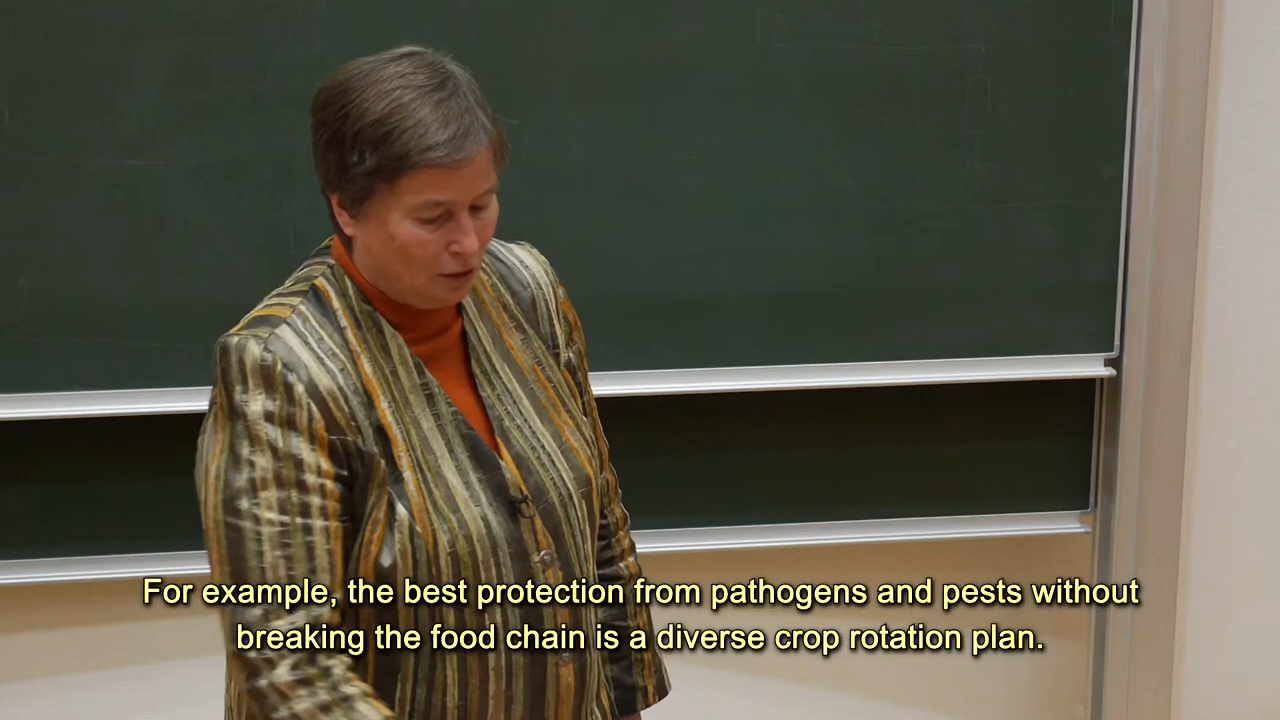 For example, the best protection from pathogens and pests without
breaking the food chain is a diverse crop rotation plan.